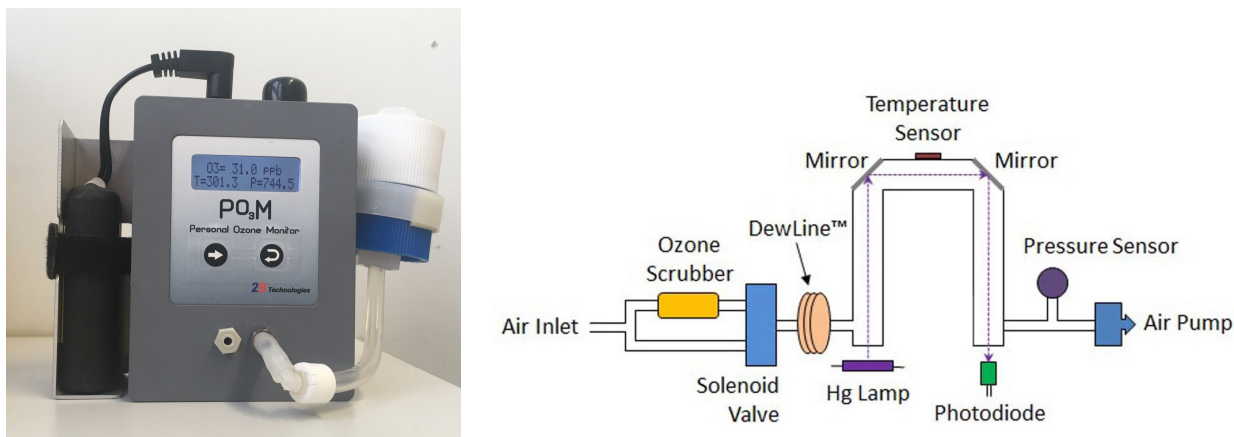 O3= 31.0 ppb
T=301.3 P=744.5
PO₃M
Personal Ozone Monitor
2B Technologies
Temperature
Sensor
Mirror
Mirror
DewLine™
Ozone
Scrubber
Pressure Sensor
Air Inlet
Air Pump
Solenoid
Valve
Hg Lamp
Photodiode